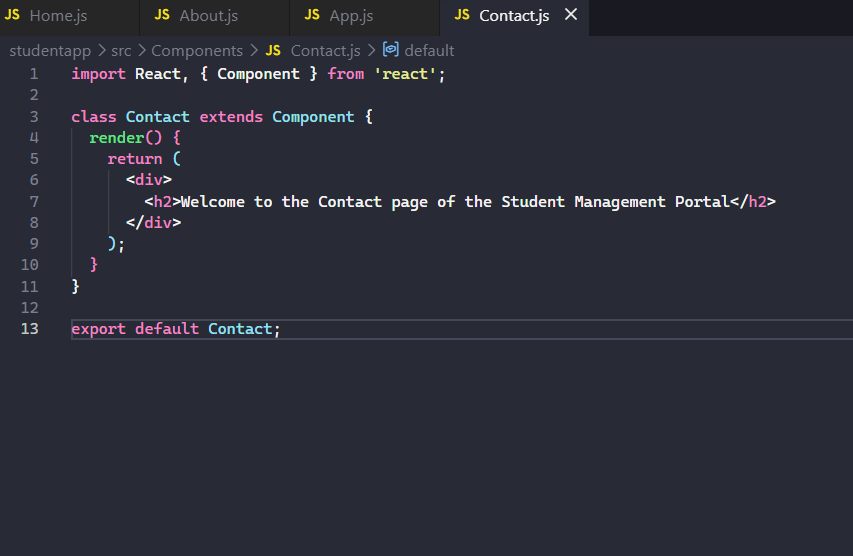 JS Home.js JS About.js JS App.js JS Contact.js ×
studentapp > src > Components > JS Contact.js > default
1 import React, { Component } from 'react';
2
3 class Contact extends Component {
4   render() {
5     return (
6       <div>
7         <h2>Welcome to the Contact page of the Student Management Portal</h2>
8       </div>
9     );
10   }
11 }
12
13 export default Contact;